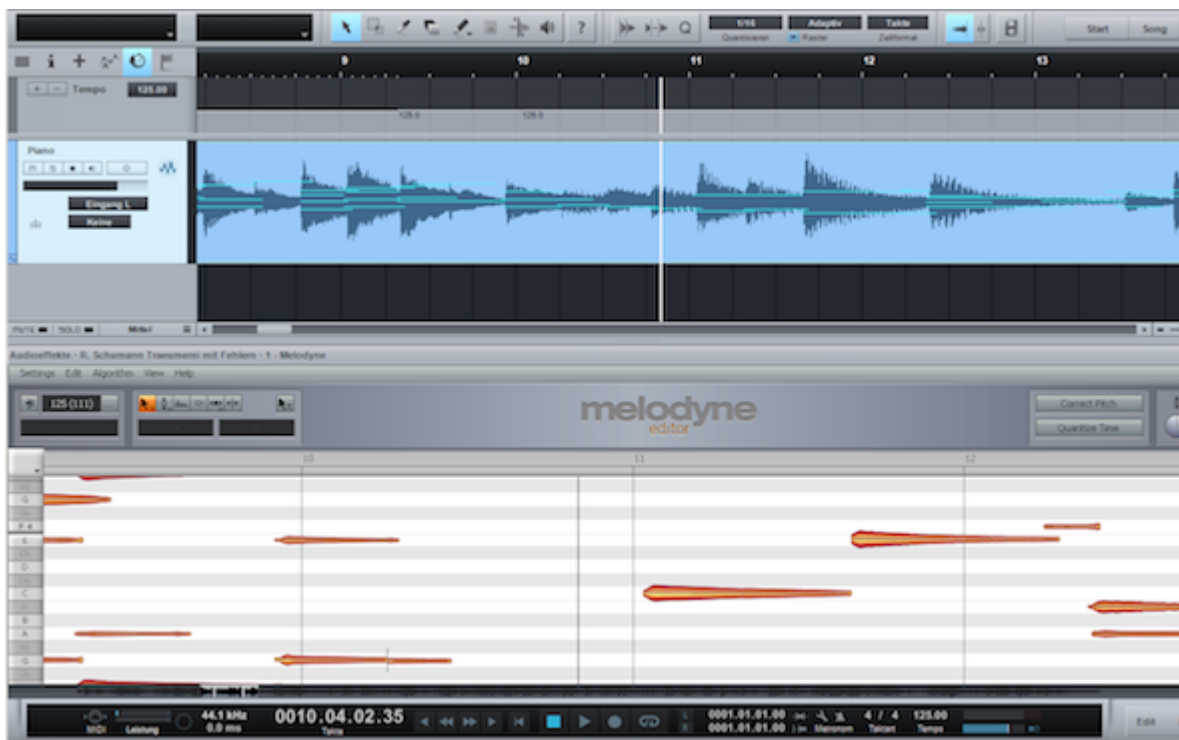 1/16 Adaptiv Takte
Quantisieren Raster Zeitformat
Start Song
9 10 11 12 13
Tempo 125.00
125.0 125.0
Piano
Eingang L
Keine
MUTE SOLO Mittel
Audioeffekte - R. Schumann Traeumerei mit Fehlern - 1 - Melodyne
Settings Edit Algorithm View Help
125 (111)
melodyne
editor
Correct Pitch
Quantize Time
10 11 12
G
F 4
E
D
C
B
A
G
44.1 kHz 0010.04.02.35 0001.01.01.00 4 / 4 125.00
MIDI Leistung 0.0 ms Takte 0001.01.01.00 Metronom Taktart Tempo
Edit